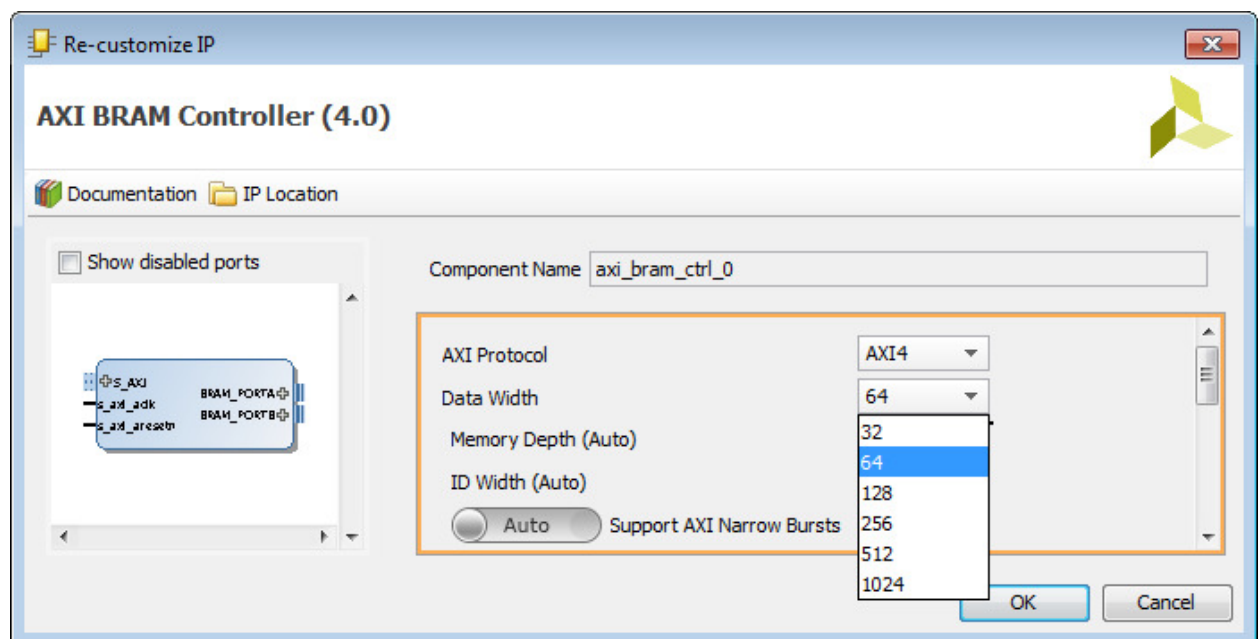 Re-customize IP
AXI BRAM Controller (4.0)
Documentation IP Location
Show disabled ports
S_AXI
s_axi_aclk
s_axi_aresetn
BRAM_PORTA
BRAM_PORTB
Component Name axi_bram_ctrl_0
AXI Protocol AXI4
Data Width 64
Memory Depth (Auto)
ID Width (Auto)
Auto Support AXI Narrow Bursts
32
64
128
256
512
1024
OK Cancel